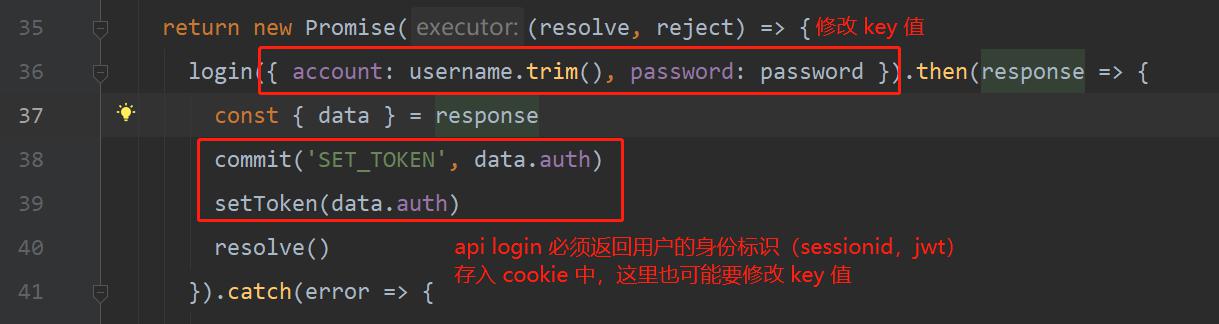 35 return new Promise( executor: (resolve, reject) => { 修改 key 值
36 login({ account: username.trim(), password: password }).then(response => {
37 const { data } = response
38 commit('SET_TOKEN', data.auth)
39 setToken(data.auth)
40 resolve() api login 必须返回用户的身份标识（sessionid，jwt）
存入 cookie 中，这里也可能要修改 key 值
41 }).catch(error => {